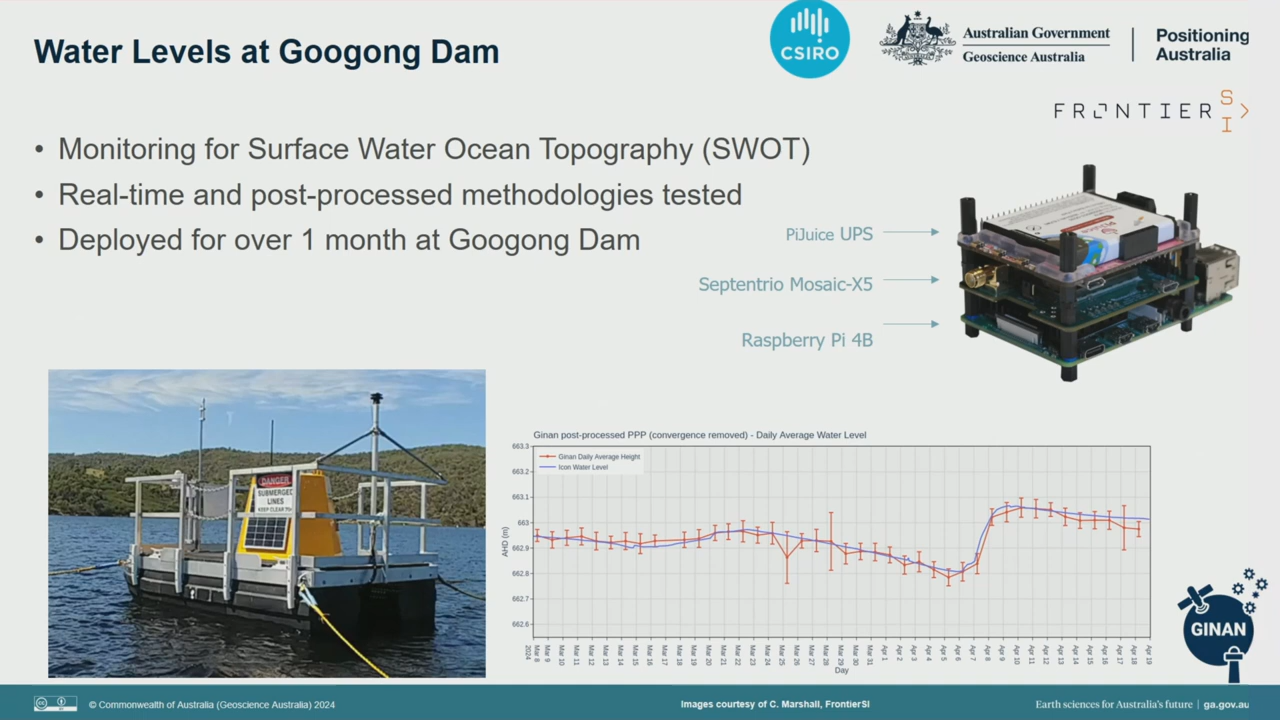 Water Levels at Googong Dam
CSIRO
Australian Government
Geoscience Australia
Positioning
Australia
FRONTIER SI
• Monitoring for Surface Water Ocean Topography (SWOT)
• Real-time and post-processed methodologies tested
• Deployed for over 1 month at Googong Dam
PiJuice UPS
Septentrio Mosaic-X5
Raspberry Pi 4B
DANGER
SUBMERGED
LINES
KEEP CLEAR
Ginan post-processed PPP (convergence removed) - Daily Average Water Level
Ginan Daily Average Height
Icon Water Level
AHD (m)
663.3
663.2
663.1
663
662.9
662.8
662.7
662.6
2024
Mar 8
Mar 9
Mar 10
Mar 11
Mar 12
Mar 13
Mar 14
Mar 15
Mar 16
Mar 17
Mar 18
Mar 19
Mar 20
Mar 21
Mar 22
Mar 23
Mar 24
Mar 25
Mar 26
Mar 27
Mar 28
Mar 29
Mar 30
Mar 31
Apr 1
Apr 2
Apr 3
Apr 4
Apr 5
Apr 6
Apr 7
Apr 8
Apr 9
Apr 10
Apr 11
Apr 12
Apr 13
Apr 14
Apr 15
Apr 16
Apr 17
Apr 18
Apr 19
Day
GINAN
© Commonwealth of Australia (Geoscience Australia) 2024
Images courtesy of C. Marshall, FrontierSI
Earth sciences for Australia's future | ga.gov.au